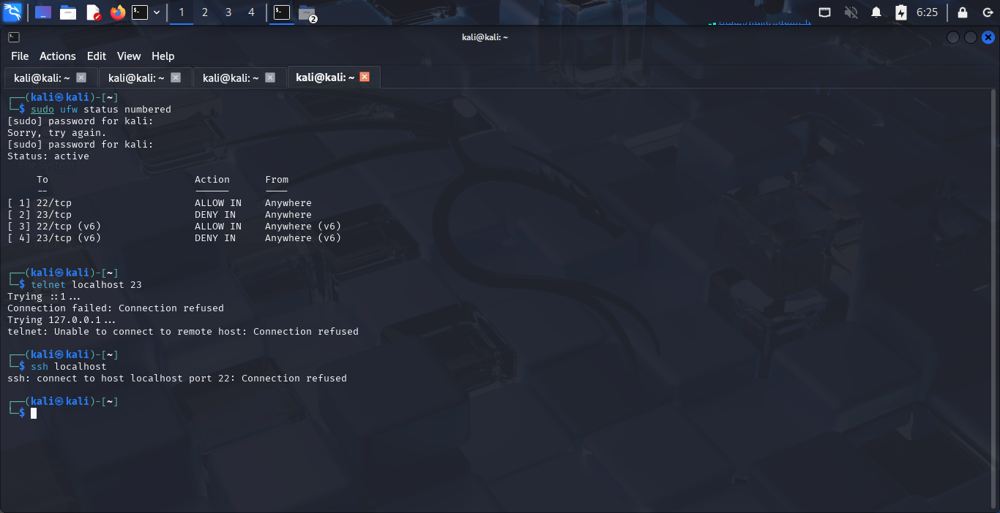 1 2 3 4
2
6:25
kali@kali: ~
File Actions Edit View Help
kali@kali: ~ kali@kali: ~ kali@kali: ~ kali@kali: ~
┌──(kali㉿kali)-[~]
└─$ sudo ufw status numbered
[sudo] password for kali:
Sorry, try again.
[sudo] password for kali:
Status: active
File System
To Action From
-- ------ ----
[ 1] 22/tcp ALLOW IN Anywhere
[ 2] 23/tcp DENY IN Anywhere
[ 3] 22/tcp (v6) ALLOW IN Anywhere (v6)
[ 4] 23/tcp (v6) DENY IN Anywhere (v6)
Trash
┌──(kali㉿kali)-[~]
└─$ telnet localhost 23
Trying ::1...
Connection failed: Connection refused
Trying 127.0.0.1...
telnet: Unable to connect to remote host: Connection refused
┌──(kali㉿kali)-[~]
└─$ ssh localhost
ssh: connect to host localhost port 22: Connection refused
┌──(kali㉿kali)-[~]
└─$